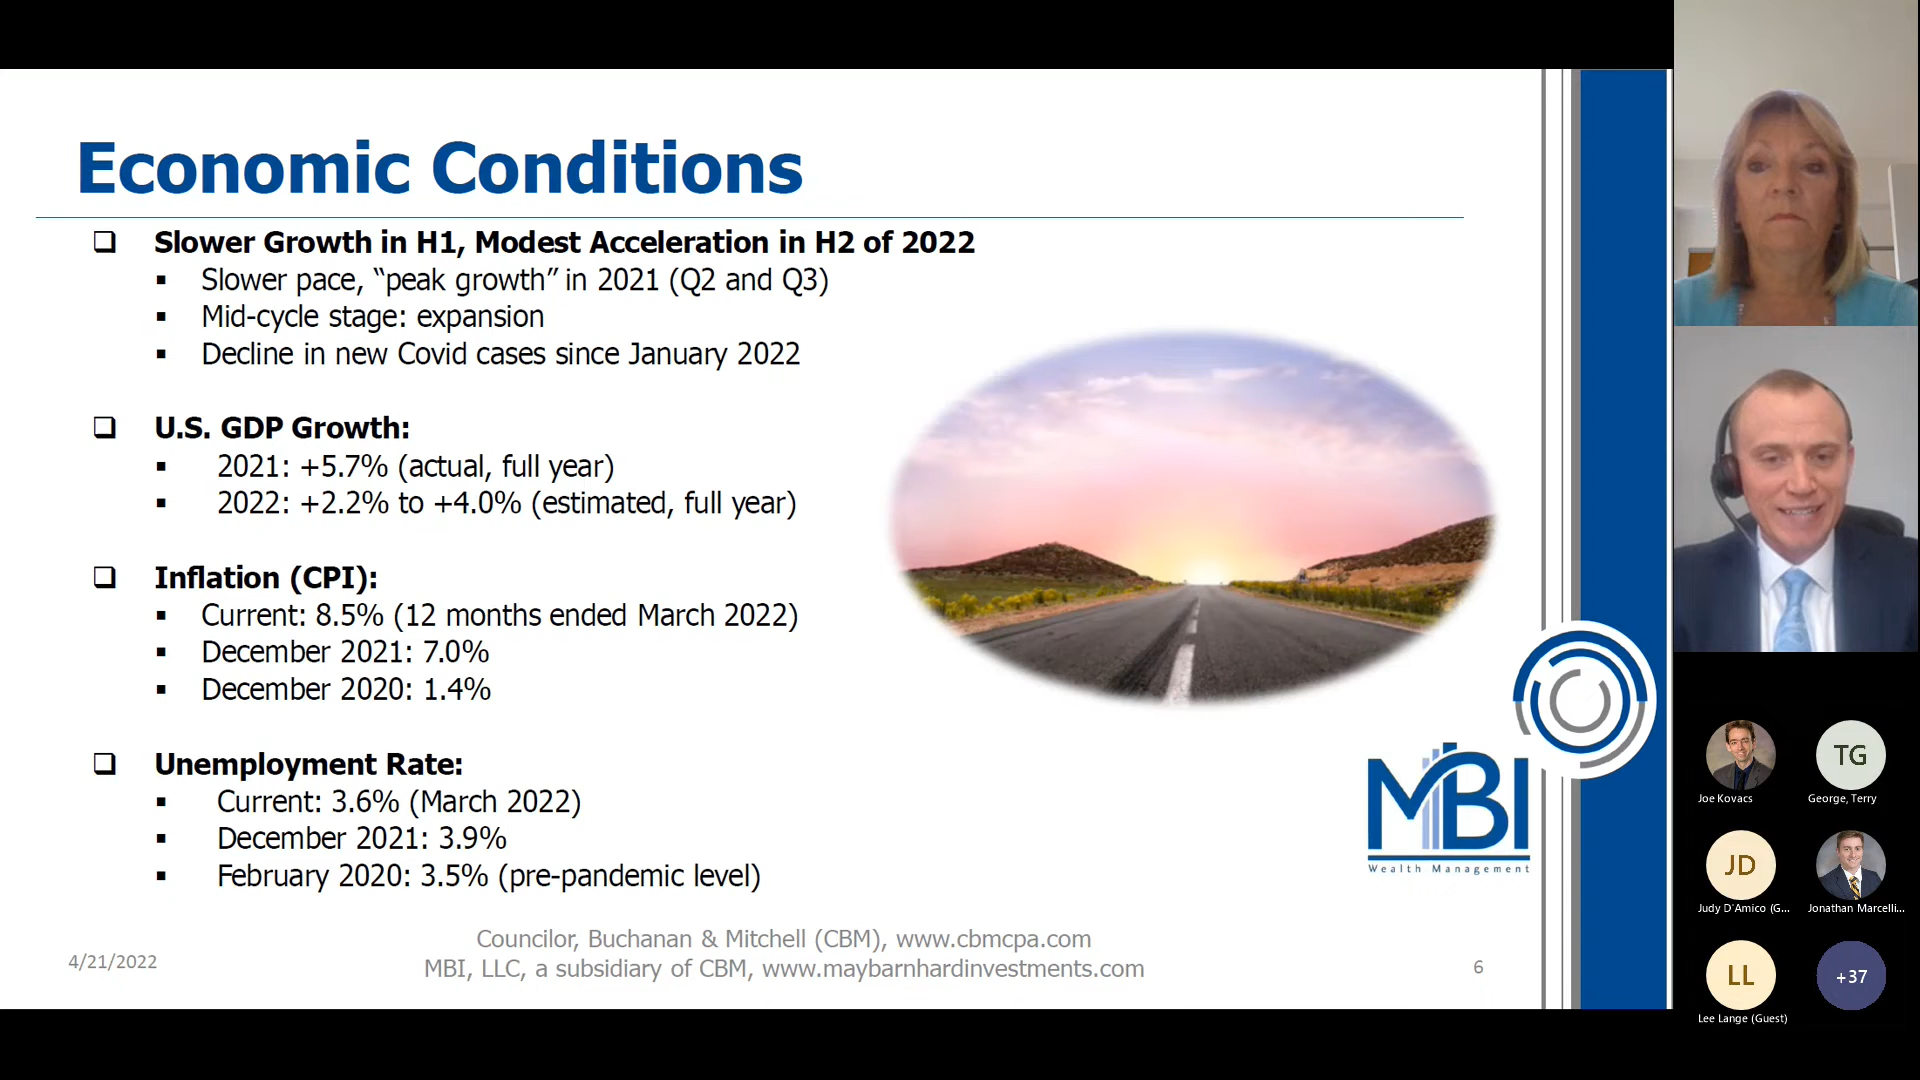 Economic Conditions
Slower Growth in H1, Modest Acceleration in H2 of 2022
Slower pace, “peak growth” in 2021 (Q2 and Q3)
Mid-cycle stage: expansion
Decline in new Covid cases since January 2022
U.S. GDP Growth:
2021: +5.7% (actual, full year)
2022: +2.2% to +4.0% (estimated, full year)
Inflation (CPI):
Current: 8.5% (12 months ended March 2022)
December 2021: 7.0%
December 2020: 1.4%
Unemployment Rate:
Current: 3.6% (March 2022)
December 2021: 3.9%
February 2020: 3.5% (pre-pandemic level)
MBI
Wealth Management
Councilor, Buchanan & Mitchell (CBM), www.cbmcpa.com
MBI, LLC, a subsidiary of CBM, www.maybarnhardinvestments.com
4/21/2022
6
Joe Kovacs
TG
George, Terry
JD
Judy D'Amico (G...
Jonathan Marcelli...
LL
Lee Lange (Guest)
+37